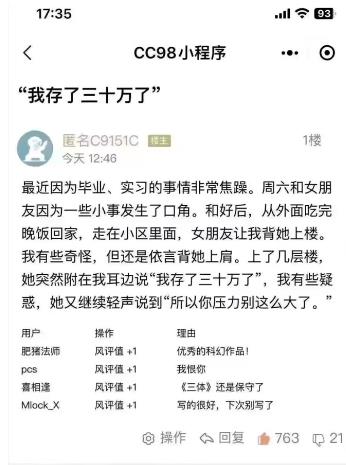 17:35
93
CC98小程序
“我存了三十万了”
匿名C9151C 楼主
1楼
今天 12:46
最近因为毕业、实习的事情非常焦躁。周六和女朋
友因为一些小事发生了口角。和好后，从外面吃完
晚饭回家，走在小区里面，女朋友让我背她上楼。
我有些奇怪，但还是依言背她上肩。上了几层楼，
她突然附在我耳边说“我存了三十万了”，我有些疑
惑，她又继续轻声说到“所以你压力别这么大了。”
用户 操作 理由
肥猪法师 风评值 +1 优秀的科幻作品！
pcs 风评值 +1 我恨你
喜相逢 风评值 +1 《三体》还是保守了
Mlock_X 风评值 +1 写的很好，下次别写了
操作 回复 763 21